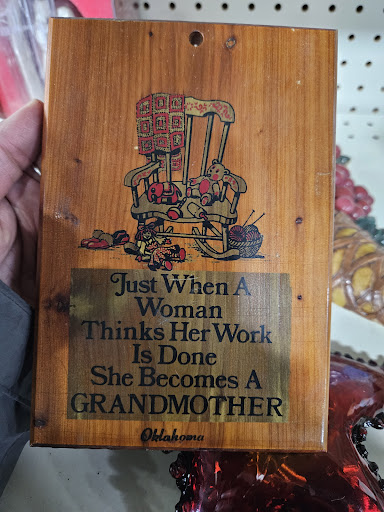 Just When A
Woman
Thinks Her Work
Is Done
She Becomes A
GRANDMOTHER
Oklahoma